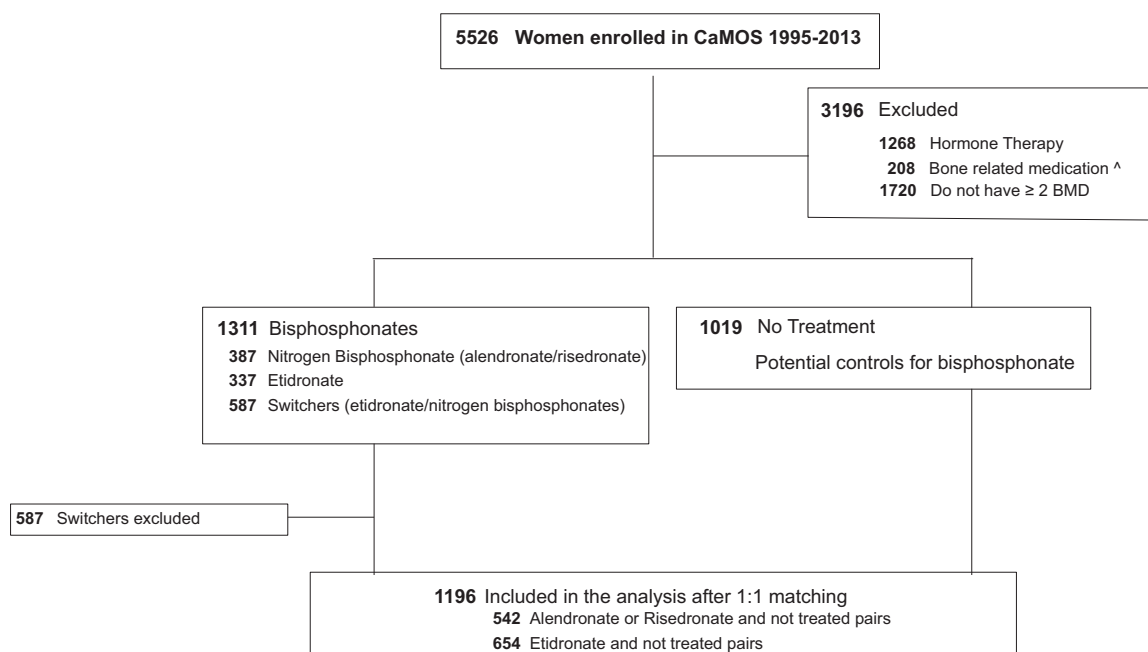 5526 Women enrolled in CaMOS 1995-2013
3196 Excluded
1268 Hormone Therapy
208 Bone related medication ^
1720 Do not have ≥ 2 BMD
1311 Bisphosphonates
387 Nitrogen Bisphosphonate (alendronate/risedronate)
337 Etidronate
587 Switchers (etidronate/nitrogen bisphosphonates)
1019 No Treatment
Potential controls for bisphosphonate
587 Switchers excluded
1196 Included in the analysis after 1:1 matching
542 Alendronate or Risedronate and not treated pairs
654 Etidronate and not treated pairs